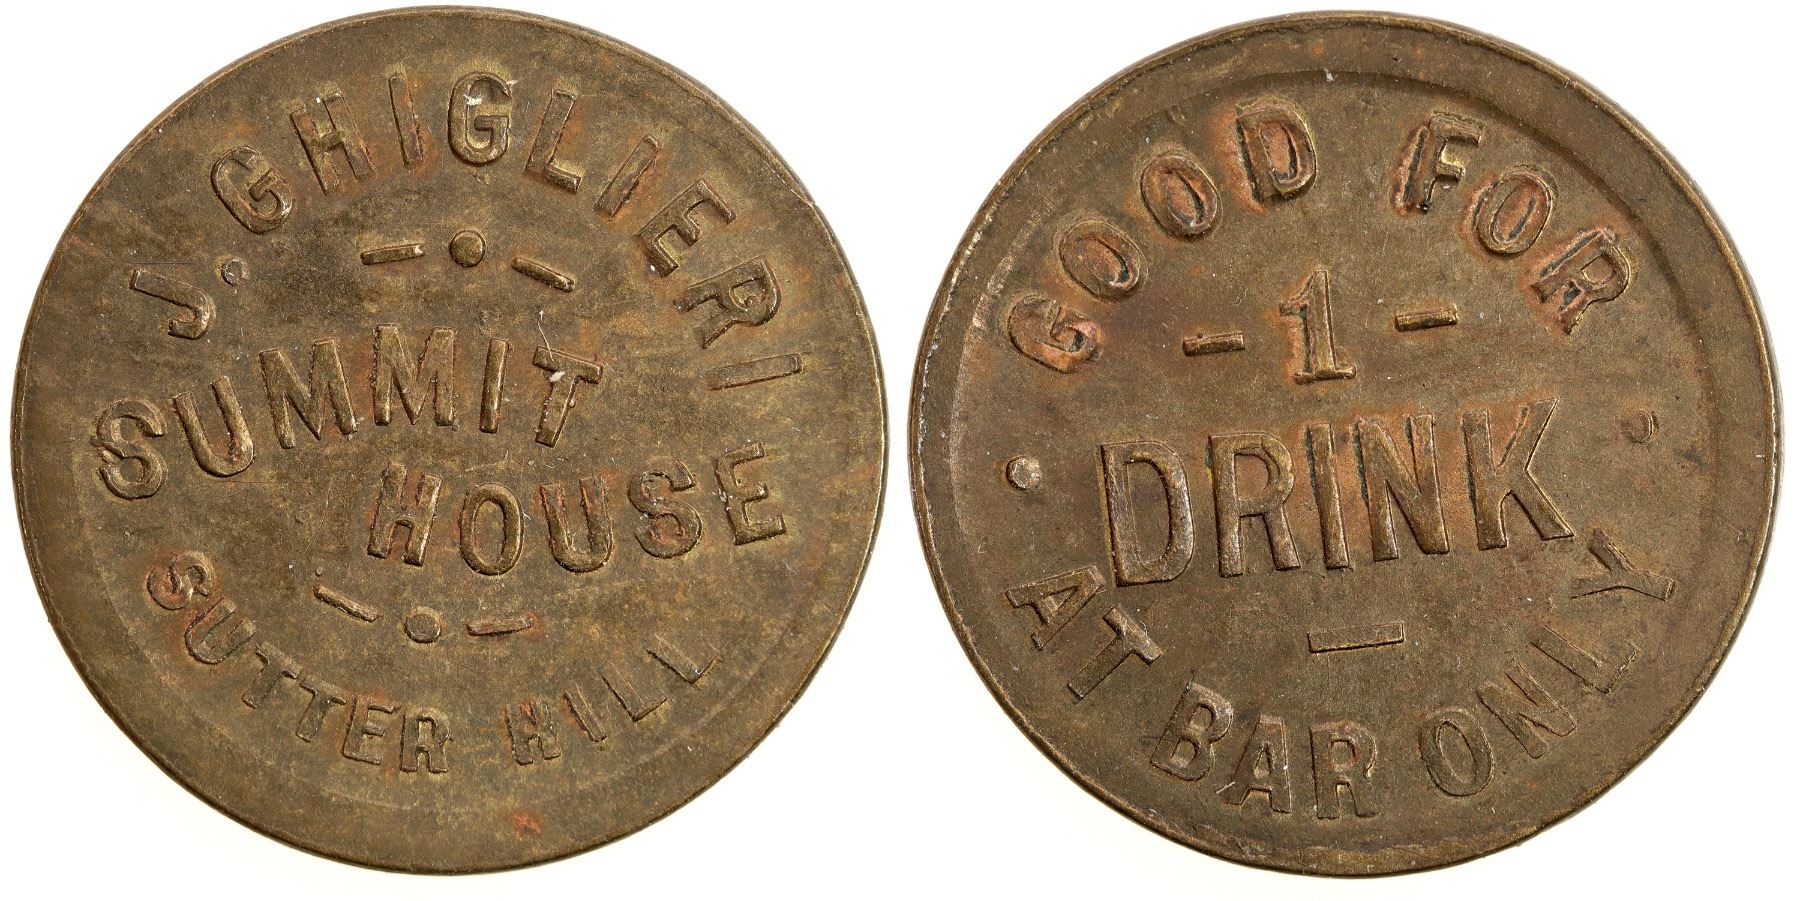 J. GHIGLIERI
SUMMIT
HOUSE
SUTTER HILL
GOOD FOR
- 1 -
DRINK
AT BAR ONLY